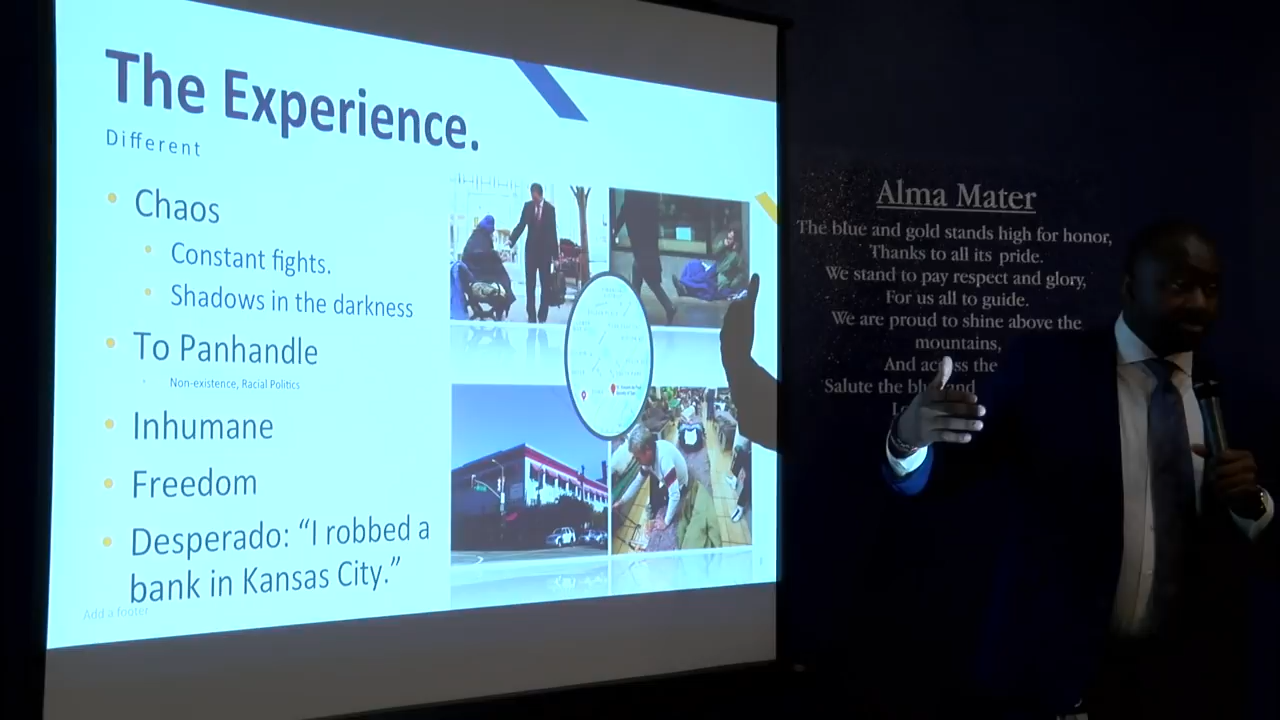 The Experience.
Different
Chaos
Constant fights.
Shadows in the darkness
To Panhandle
Non-existence, Racial Politics
Inhumane
Freedom
Desperado: “I robbed a
bank in Kansas City.”
Add a footer
Alma Mater
The blue and gold stands high for honor,
Thanks to all its pride.
We stand to pay respect and glory,
For us all to guide.
We are proud to shine above the
mountains,
And across the
Salute the blue and